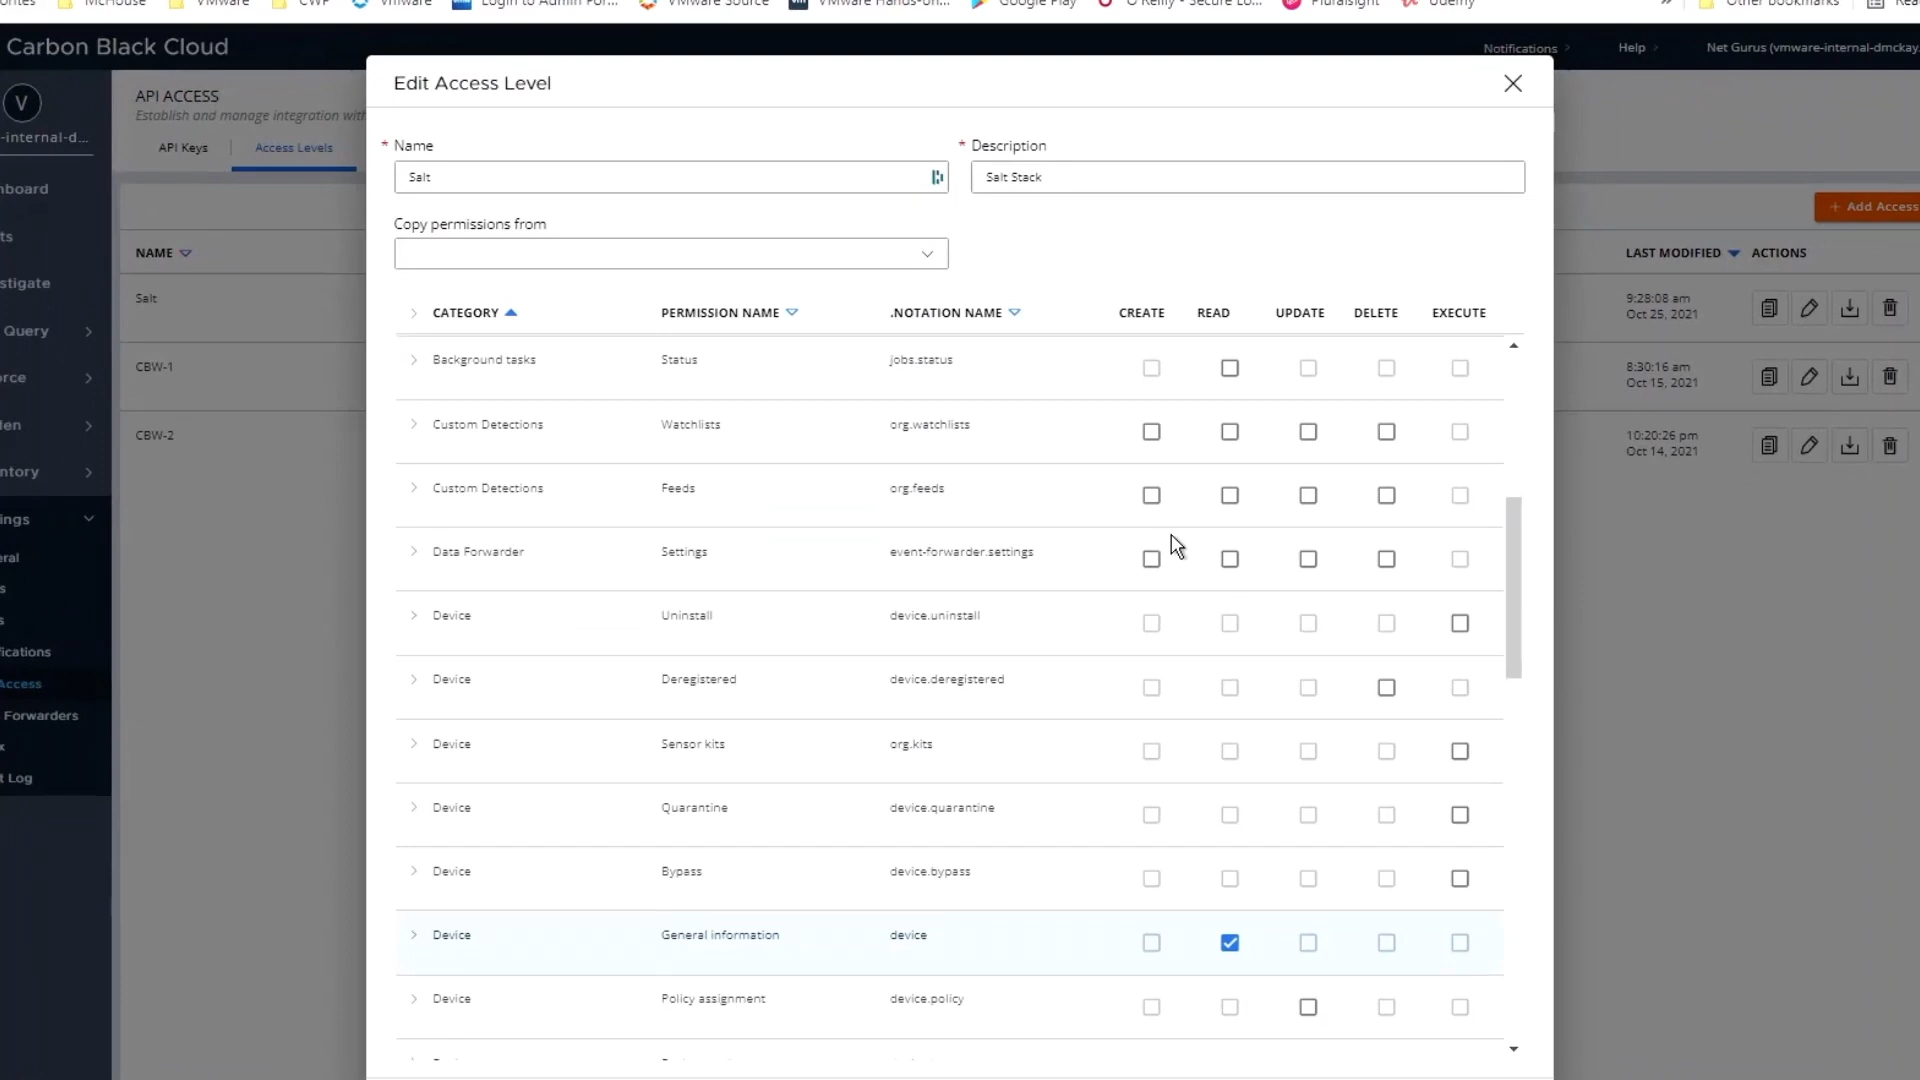 McHouse VMware CWP vmware Login to Admin Por... VMware Source VMware Hands-on... Google Play O'Reilly - Secure Lo... Pluralsight Udemy » Other bookmarks
Carbon Black Cloud
Notifications Help Net Gurus (vmware-internal-dmckay.
V
-internal-d...
API ACCESS
Establish and manage integration with
API Keys Access Levels
Edit Access Level
* Name * Description
Salt Salt Stack
Copy permissions from
+ Add Access
NAME LAST MODIFIED ACTIONS
Salt 9:28:08 am
Oct 25, 2021
CBW-1 8:30:16 am
Oct 15, 2021
CBW-2 10:20:26 pm
Oct 14, 2021
CATEGORY PERMISSION NAME .NOTATION NAME CREATE READ UPDATE DELETE EXECUTE
Background tasks Status jobs.status
Custom Detections Watchlists org.watchlists
Custom Detections Feeds org.feeds
Data Forwarder Settings event-forwarder.settings
Device Uninstall device.uninstall
Device Deregistered device.deregistered
Device Sensor kits org.kits
Device Quarantine device.quarantine
Device Bypass device.bypass
Device General information device
Device Policy assignment device.policy
board
ts
stigate
Query
rce
en
ntory
ings
eral
s
s
ications
Access
Forwarders
x
t Log